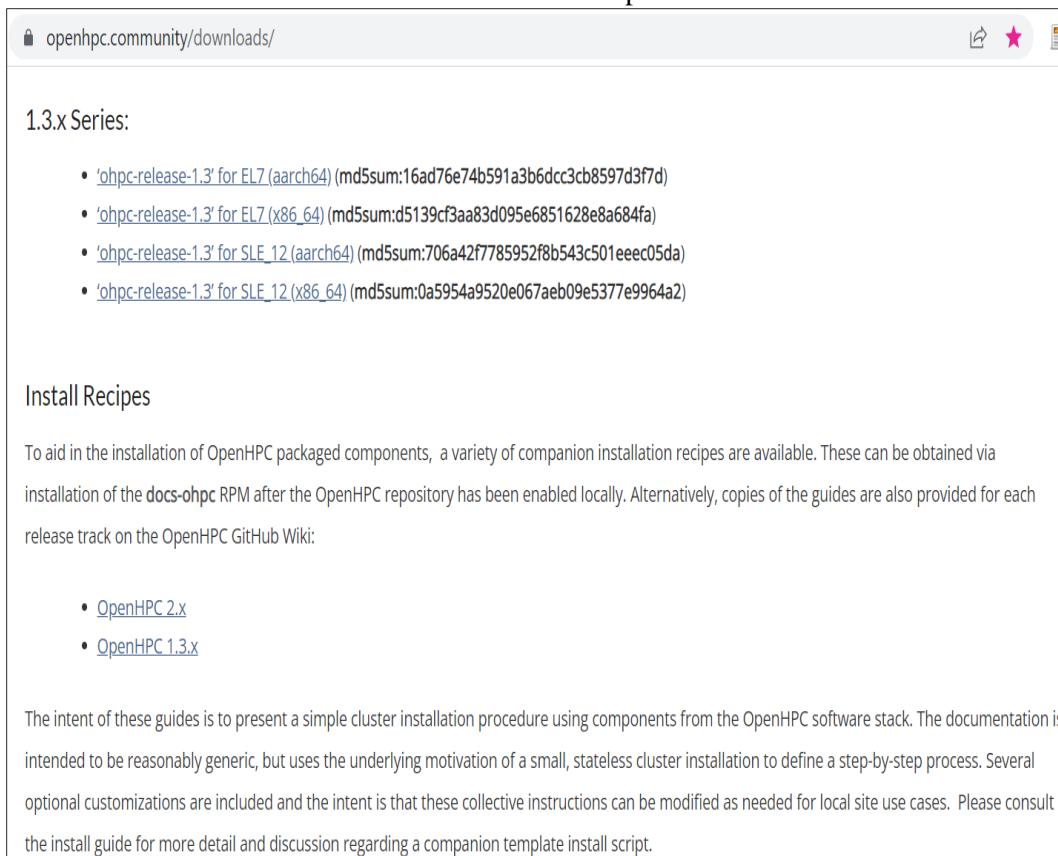 openhpc.community/downloads/
1.3.x Series:
• 'ohpc-release-1.3' for EL7 (aarch64) (md5sum:16ad76e74b591a3b6dcc3cb8597d3f7d)
• 'ohpc-release-1.3' for EL7 (x86_64) (md5sum:d5139cf3aa83d095e6851628e8a684fa)
• 'ohpc-release-1.3' for SLE_12 (aarch64) (md5sum:706a42f7785952f8b543c501eeec05da)
• 'ohpc-release-1.3' for SLE_12 (x86_64) (md5sum:0a5954a9520e067aeb09e5377e9964a2)
Install Recipes
To aid in the installation of OpenHPC packaged components, a variety of companion installation recipes are available. These can be obtained via
installation of the docs-ohpc RPM after the OpenHPC repository has been enabled locally. Alternatively, copies of the guides are also provided for each
release track on the OpenHPC GitHub Wiki:
• OpenHPC 2.x
• OpenHPC 1.3.x
The intent of these guides is to present a simple cluster installation procedure using components from the OpenHPC software stack. The documentation is
intended to be reasonably generic, but uses the underlying motivation of a small, stateless cluster installation to define a step-by-step process. Several
optional customizations are included and the intent is that these collective instructions can be modified as needed for local site use cases. Please consult
the install guide for more detail and discussion regarding a companion template install script.